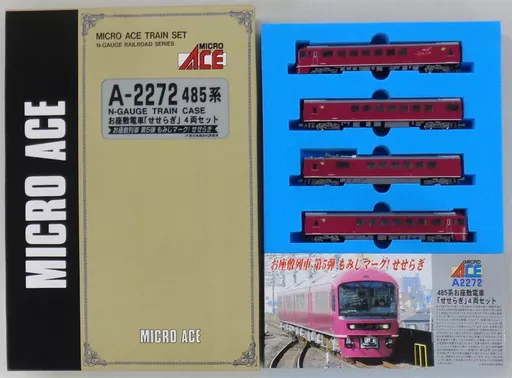 MICRO ACE
MICRO ACE TRAIN SET
N-GAUGE RAILROAD SERIES
MICRO
ACE
A-2272 485系
N-GAUGE TRAIN CASE
お座敷電車「せせらぎ」4両セット
お座敷列車 第5弾 もみじマーク! せせらぎ
MICRO ACE
お座敷列車 第5弾 もみじマーク! せせらぎ
MICRO
ACE
A2272
485系お座敷電車
「せせらぎ」4両セット